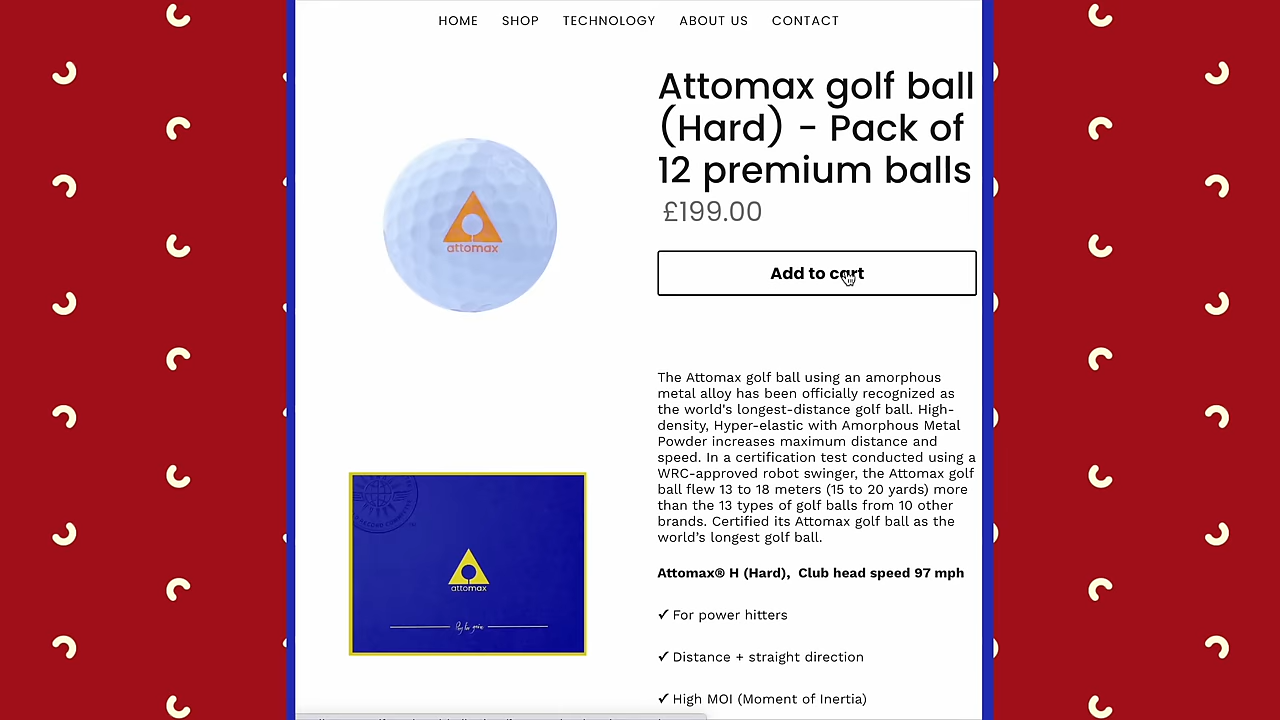 HOME SHOP TECHNOLOGY ABOUT US CONTACT
Attomax golf ball
(Hard) - Pack of
12 premium balls
£199.00
Add to cart
attomax
The Attomax golf ball using an amorphous
metal alloy has been officially recognized as
the world's longest-distance golf ball. High-
density, Hyper-elastic with Amorphous Metal
Powder increases maximum distance and
speed. In a certification test conducted using a
WRC-approved robot swinger, the Attomax golf
ball flew 13 to 18 meters (15 to 20 yards) more
than the 13 types of golf balls from 10 other
brands. Certified its Attomax golf ball as the
world's longest golf ball.
attomax
Attomax® H (Hard), Club head speed 97 mph
✓ For power hitters
✓ Distance + straight direction
✓ High MOI (Moment of Inertia)